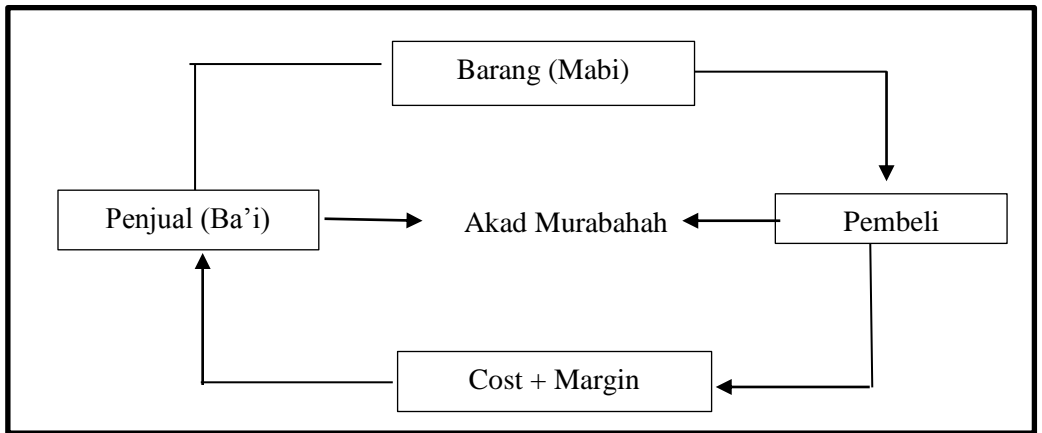 Barang (Mabi)
Penjual (Ba’i)
Akad Murabahah
Pembeli
Cost + Margin